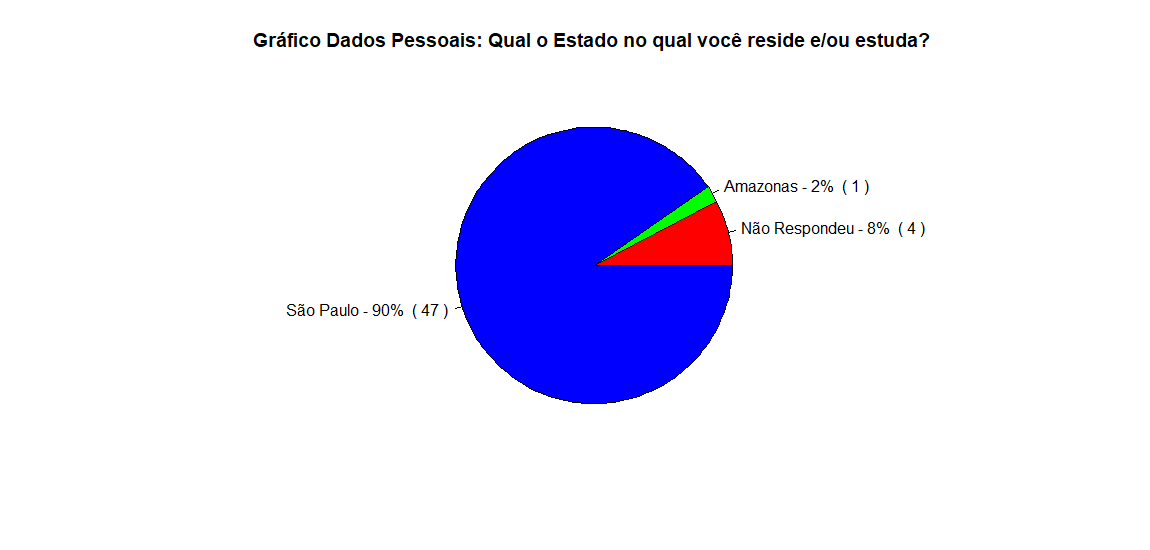 Gráfico Dados Pessoais: Qual o Estado no qual você reside e/ou estuda?
Amazonas - 2%  ( 1 )
Não Respondeu - 8%  ( 4 )
São Paulo - 90%  ( 47 )